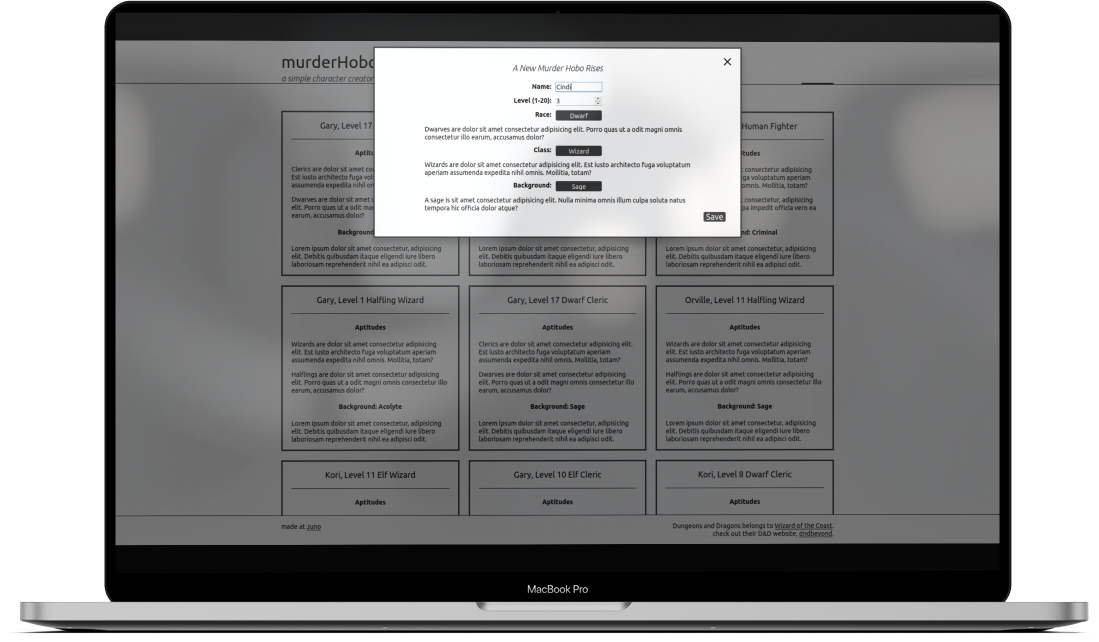 murderHobo
a simple character creator
A New Murder Hobo Rises
×
Name: Cindi
Level (1-20): 3
Race: Dwarf
Dwarves are dolor sit amet consectetur adipisicing elit. Porro quas ut a odit magni omnis
consectetur illo earum, accusamus dolor?
Class: Wizard
Wizards are dolor sit amet consectetur adipisicing elit. Est iusto architecto fuga voluptatum
aperiam assumenda expedita nihil omnis. Mollitia, totam?
Background: Sage
A sage is sit amet consectetur adipisicing elit. Nulla minima omnis illum culpa soluta natus
tempora hic officia dolor atque?
Save
Gary, Level 17
Clerics are dolor sit amet
Est iusto architecto fuga
assumenda expedita nihil
Dwarves are dolor sit amet
elit. Porro quas ut a odit
earum, accusamus dolor?
Background
Lorem ipsum dolor sit amet consectetur, adipisicing
elit. Debitis quibusdam itaque eligendi iure libero
laboriosam reprehenderit nihil ea adipisci odit.
Lorem ipsum dolor sit amet consectetur, adipisicing
elit. Debitis quibusdam itaque eligendi iure libero
laboriosam reprehenderit nihil ea adipisci odit.
Human Fighter
consectetur, adipisicing
voluptatum aperiam
omnis. Mollitia, totam?
consectetur, adipisicing
impedit officia vero ea
: Criminal
Lorem ipsum dolor sit amet consectetur, adipisicing
elit. Debitis quibusdam itaque eligendi iure libero
laboriosam reprehenderit nihil ea adipisci odit.
Gary, Level 1 Halfling Wizard
Aptitudes
Wizards are dolor sit amet consectetur adipisicing
elit. Est iusto architecto fuga voluptatum aperiam
assumenda expedita nihil omnis. Mollitia, totam?
Halflings are dolor sit amet consectetur adipisicing
elit. Porro quas ut a odit magni omnis consectetur illo
earum, accusamus dolor?
Background: Acolyte
Lorem ipsum dolor sit amet consectetur, adipisicing
elit. Debitis quibusdam itaque eligendi iure libero
laboriosam reprehenderit nihil ea adipisci odit.
Gary, Level 17 Dwarf Cleric
Aptitudes
Clerics are dolor sit amet consectetur adipisicing elit.
Est iusto architecto fuga voluptatum aperiam
assumenda expedita nihil omnis. Mollitia, totam?
Dwarves are dolor sit amet consectetur adipisicing
elit. Porro quas ut a odit magni omnis consectetur illo
earum, accusamus dolor?
Background: Sage
Lorem ipsum dolor sit amet consectetur, adipisicing
elit. Debitis quibusdam itaque eligendi iure libero
laboriosam reprehenderit nihil ea adipisci odit.
Orville, Level 11 Halfling Wizard
Aptitudes
Wizards are dolor sit amet consectetur adipisicing
elit. Est iusto architecto fuga voluptatum aperiam
assumenda expedita nihil omnis. Mollitia, totam?
Halflings are dolor sit amet consectetur adipisicing
elit. Porro quas ut a odit magni omnis consectetur illo
earum, accusamus dolor?
Background: Sage
Lorem ipsum dolor sit amet consectetur, adipisicing
elit. Debitis quibusdam itaque eligendi iure libero
laboriosam reprehenderit nihil ea adipisci odit.
Kori, Level 11 Elf Wizard
Aptitudes
Gary, Level 10 Elf Cleric
Aptitudes
Kori, Level 8 Dwarf Cleric
Aptitudes
made at Juno
Dungeons and Dragons belongs to Wizard of the Coast.
check out their D&D website, dndbeyond.
MacBook Pro